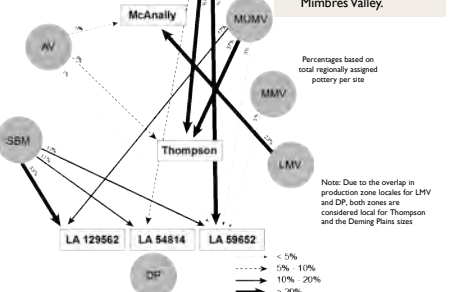 Mimbres Valley.
McAnally
MUMV
AV
Percentages based on
total regionally assigned
pottery per site
MMV
SBM
Thompson
LMV
Note: Due to the overlap in
production zone locales for LMV
and DP, both zones are
considered local for Thompson
and the Deming Plains sizes
LA 129562
LA 54814
LA 59652
DP
< 5%
5% - 10%
10% - 20%
> 20%